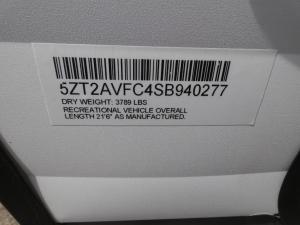 5ZT2AVFC4SB940277
DRY WEIGHT: 3789 LBS
RECREATIONAL VEHICLE OVERALL
LENGTH 21'6" AS MANUFACTURED.